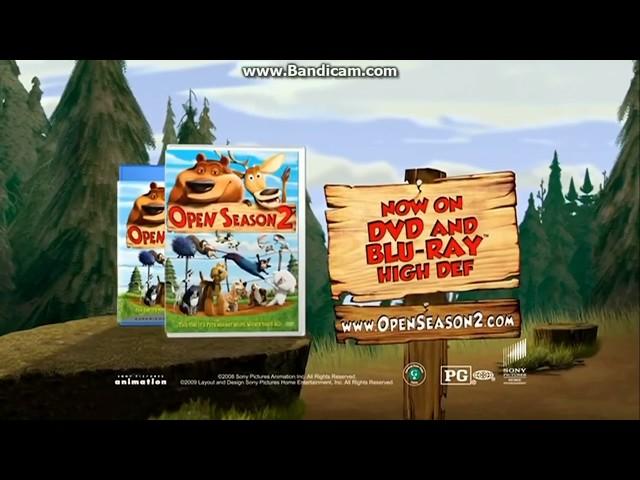 www.Bandicam.com
OPEN SEASON 2
OPEN
NOW ON
DVD AND
BLU-RAY™
HIGH DEF
WWW.OPENSEASON2.COM
SONY PICTURES
animation
©2008 Sony Pictures Animation Inc. All Rights Reserved.
©2009 Layout and Design Sony Pictures Home Entertainment, Inc. All Rights Reserved.
G
PG
SONY
PICTURES